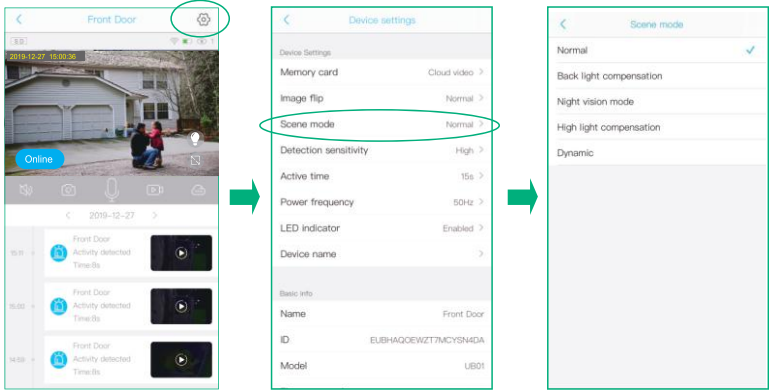 Front Door
SD
2019-12-27 15:00:36
Online
2019-12-27
15:11
Front Door
Activity detected
Time:8s
15:00
Front Door
Activity detected
Time:8s
14:59
Front Door
Activity detected
Time:8s
Device settings
Device Settings
Memory card Cloud video
Image flip Normal
Scene mode Normal
Detection sensitivity High
Active time 15s
Power frequency 50Hz
LED indicator Enabled
Device name
Basic info
Name Front Door
ID EUBHAQOEWZT7MCYSN4DA
Model UB01
Scene mode
Normal
Back light compensation
Night vision mode
High light compensation
Dynamic